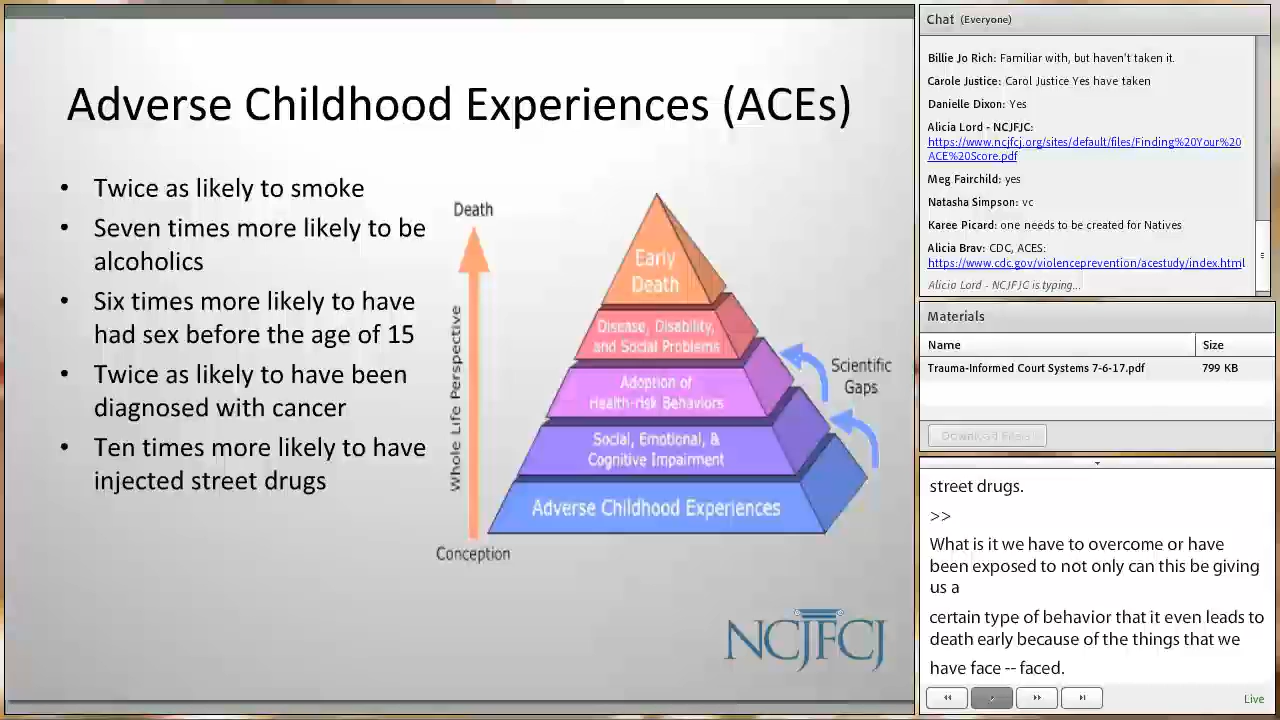 Adverse Childhood Experiences (ACEs)
• Twice as likely to smoke
• Seven times more likely to be
alcoholics
• Six times more likely to have
had sex before the age of 15
• Twice as likely to have been
diagnosed with cancer
• Ten times more likely to have
injected street drugs
Death
Whole Life Perspective
Conception
Early
Death
Disease, Disability,
and Social Problems
Adoption of
Health-risk Behaviors
Social, Emotional, &
Cognitive Impairment
Adverse Childhood Experiences
Scientific
Gaps
NCJFCJ
Chat (Everyone)
Billie Jo Rich: Familiar with, but haven't taken it.
Carole Justice: Carol Justice Yes have taken
Danielle Dixon: Yes
Alicia Lord - NCJFJC:
https://www.ncjfcj.org/sites/default/files/Finding%20Your%20
ACE%20Score.pdf
Meg Fairchild: yes
Natasha Simpson: vc
Karee Picard: one needs to be created for Natives
Alicia Brav: CDC, ACES:
https://www.cdc.gov/violenceprevention/acestudy/index.html
Alicia Lord - NCJFJC is typing...
Materials
Name Size
Trauma-Informed Court Systems 7-6-17.pdf 799 KB
Download File(s)
street drugs.
>>
What is it we have to overcome or have
been exposed to not only can this be giving
us a
certain type of behavior that it even leads to
death early because of the things that we
have face -- faced.
Live